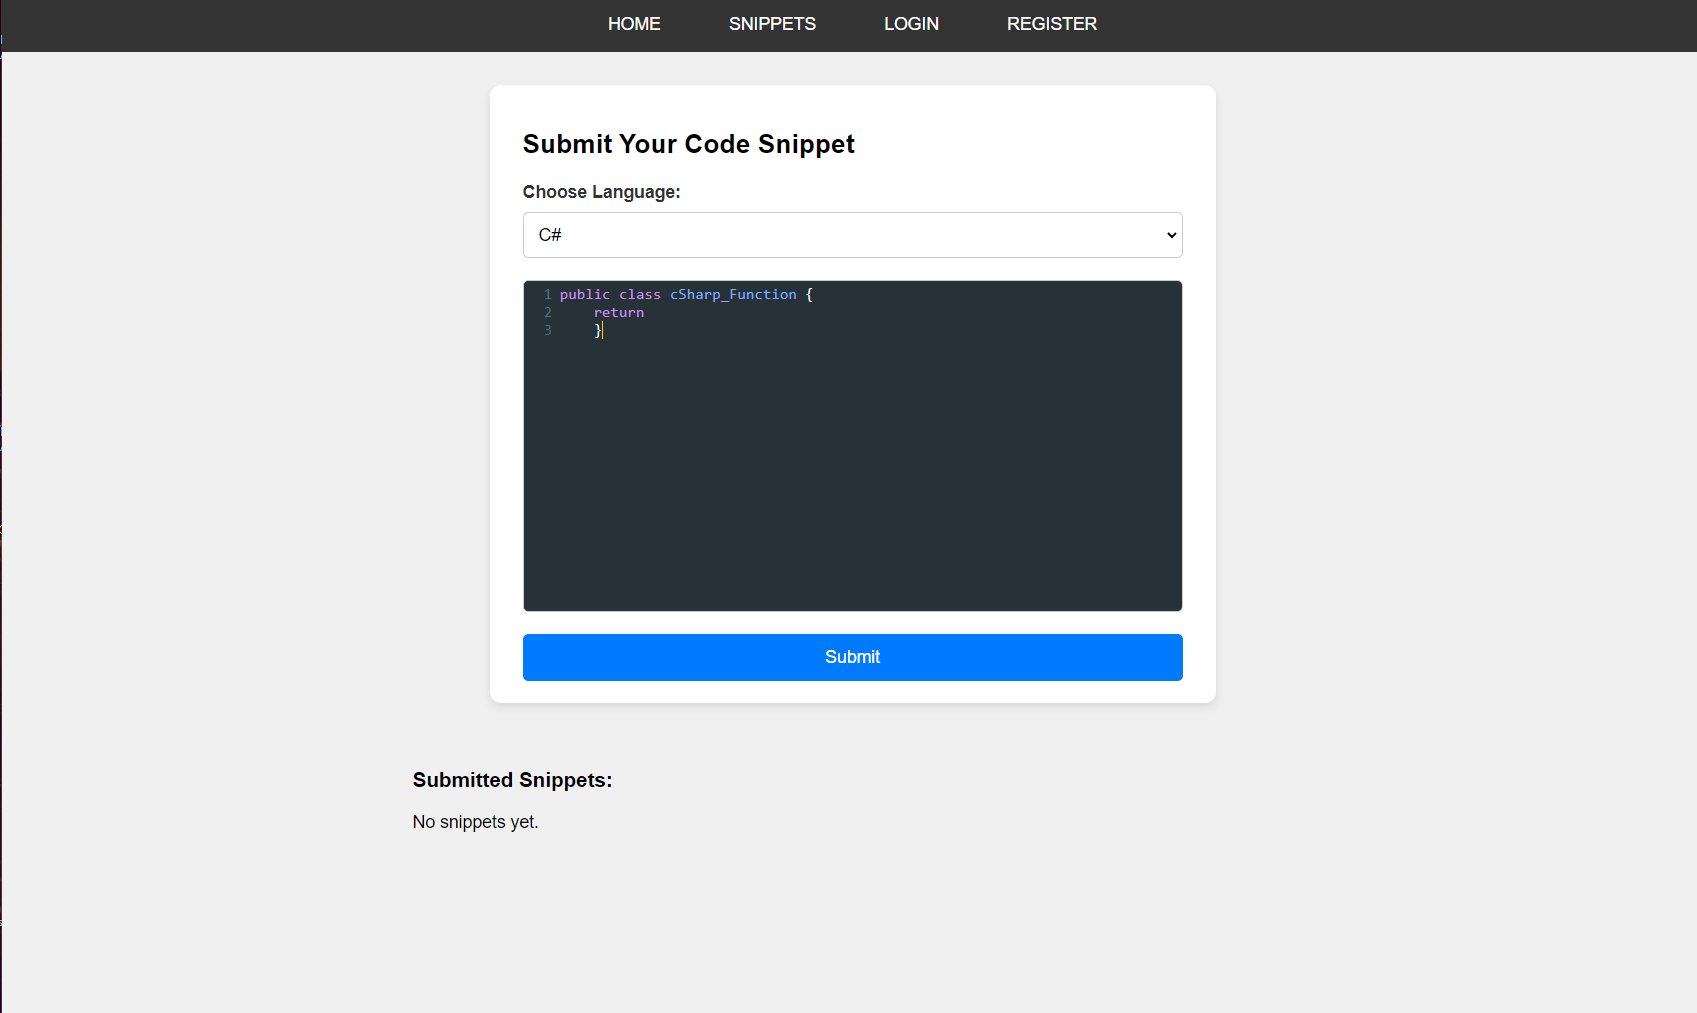 HOME SNIPPETS LOGIN REGISTER
Submit Your Code Snippet
Choose Language:
C#
1 public class cSharp_Function {
2     return
3     }
Submit
Submitted Snippets:
No snippets yet.